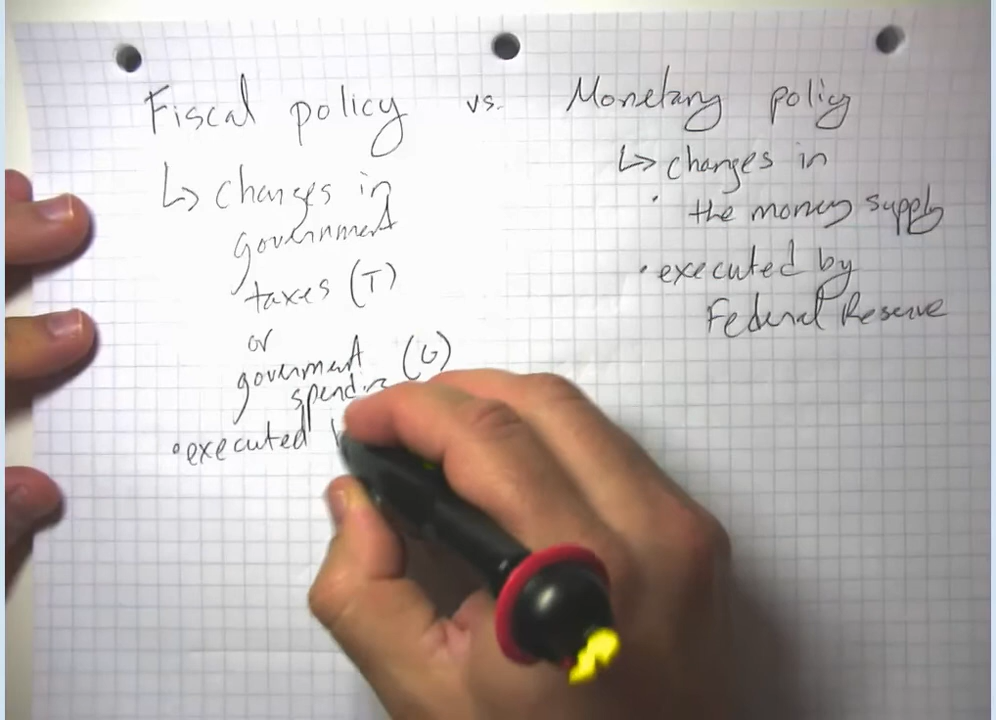 Fiscal policy vs. Monetary policy
↳ changes in
government
taxes (T)
or
government (G)
spending
• executed
↳ changes in
• the money supply
• executed by
Federal Reserve